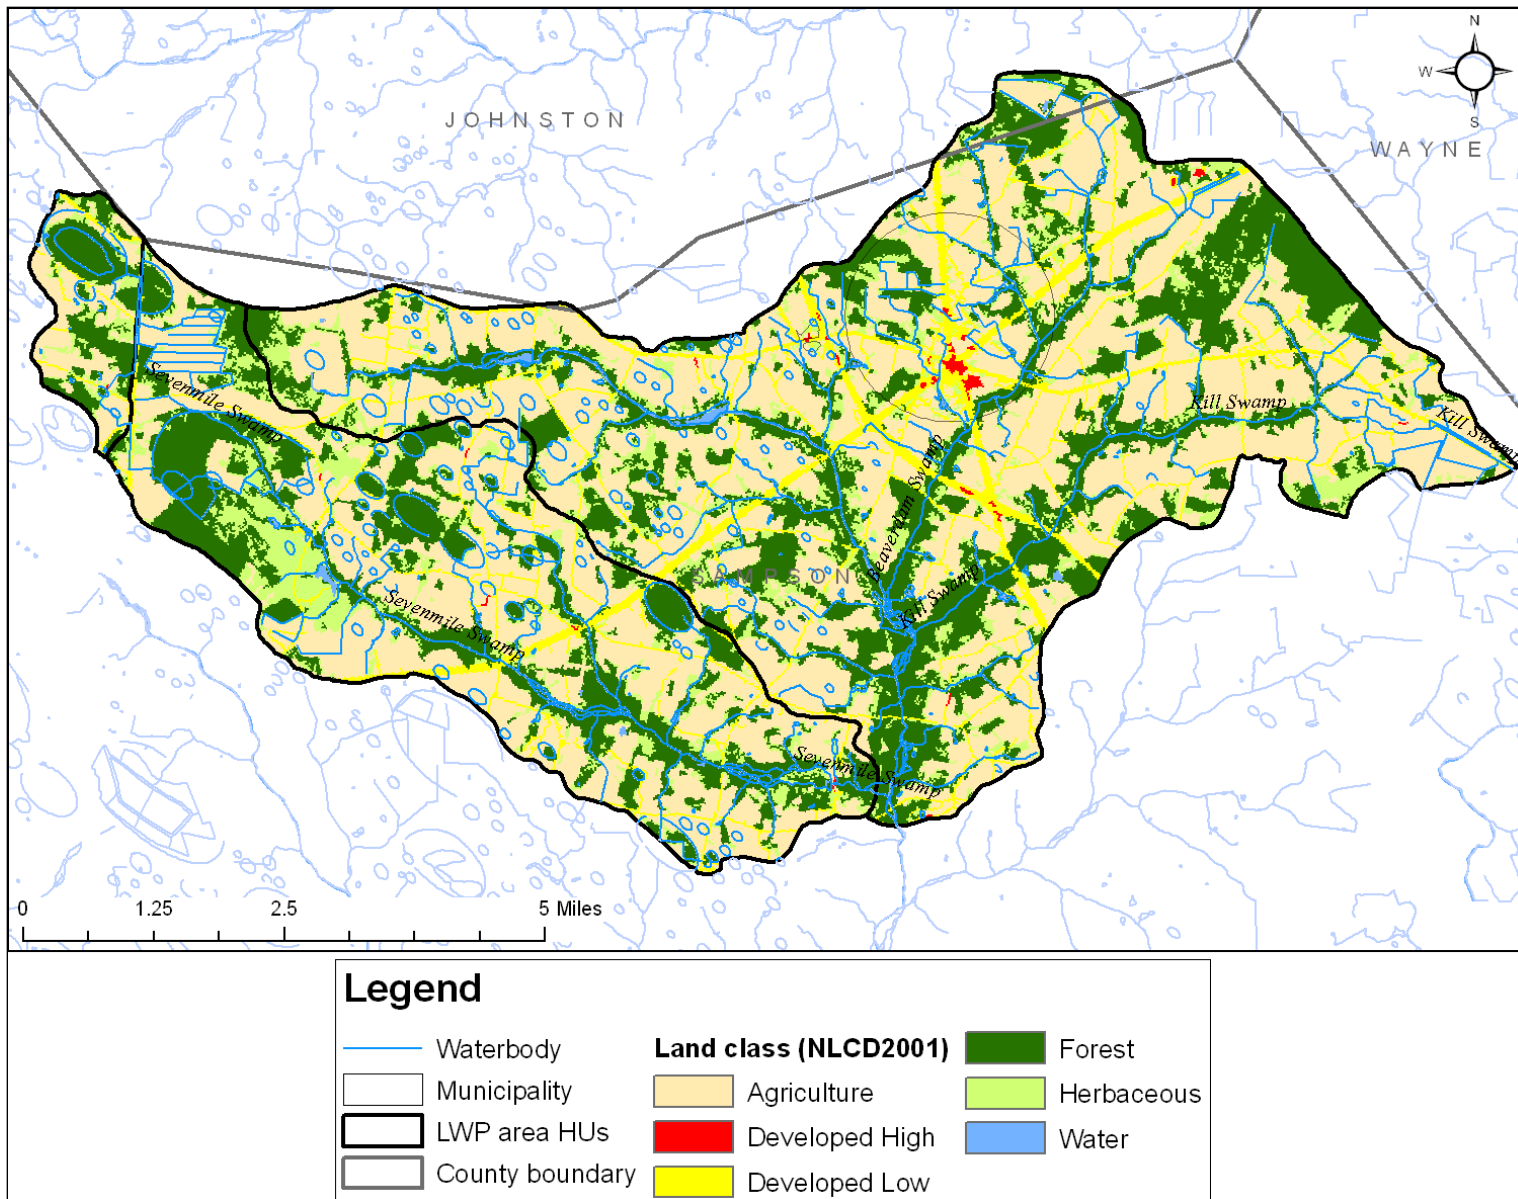 N
W
S
JOHNSTON
WAYNE
Sevenmile Swamp
Kill Swamp
Kill Swamp
Beaverdam Swamp
SAMPSON
Kill Swamp
Sevenmile Swamp
Sevenmile Swamp
0 1.25 2.5 5 Miles
Legend
Waterbody
Municipality
LWP area HUs
County boundary
Land class (NLCD2001)
Agriculture
Developed High
Developed Low
Forest
Herbaceous
Water